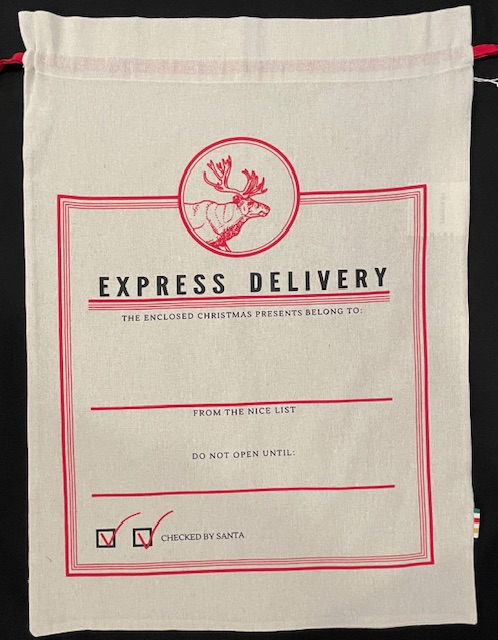 EXPRESS DELIVERY
THE ENCLOSED CHRISTMAS PRESENTS BELONG TO:
FROM THE NICE LIST
DO NOT OPEN UNTIL:
CHECKED BY SANTA